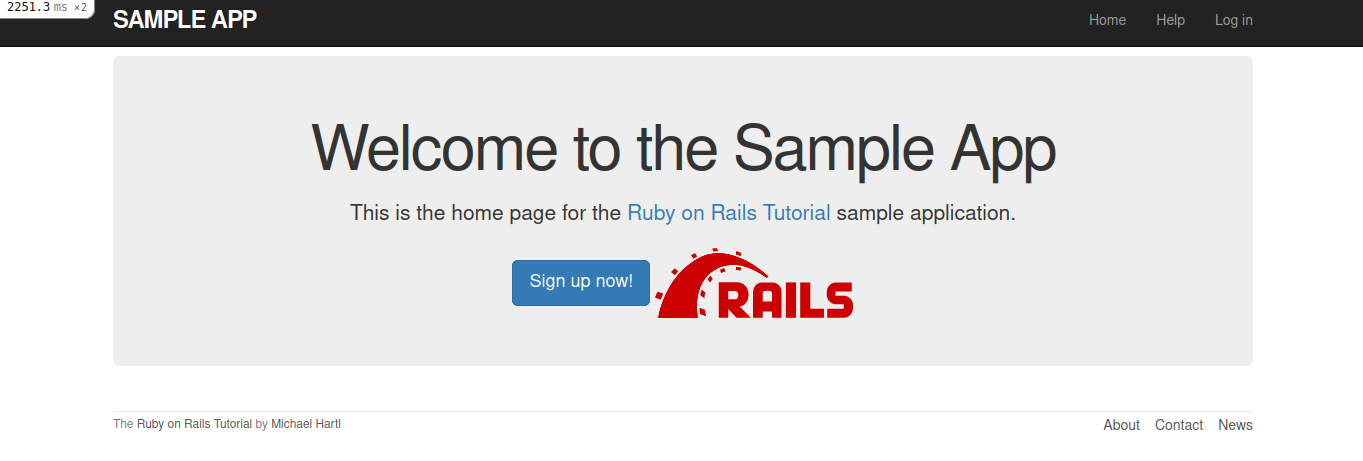 2251.3 ms ×2
SAMPLE APP
Home Help Log in
Welcome to the Sample App
This is the home page for the Ruby on Rails Tutorial sample application.
Sign up now!
RAILS
The Ruby on Rails Tutorial by Michael Hartl
About Contact News